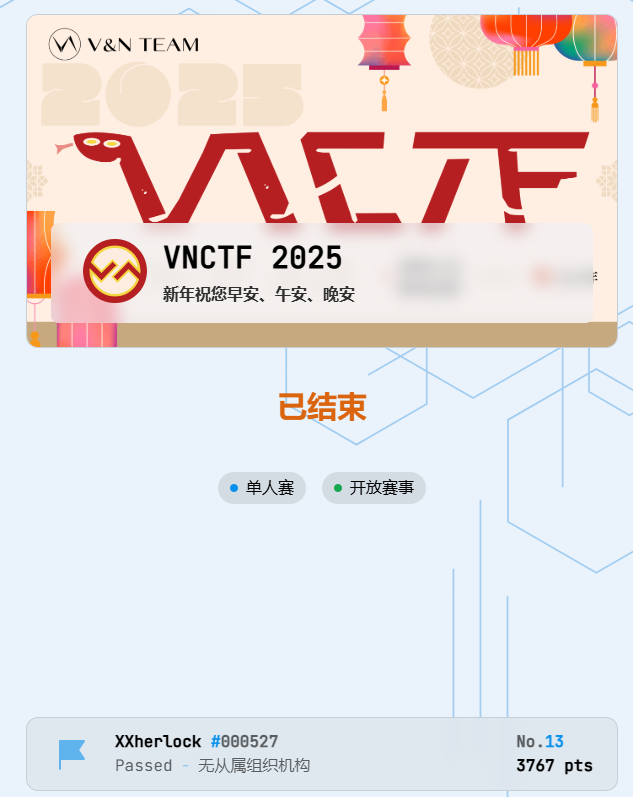 V&N TEAM
2025
VNCTF
VNCTF 2025
新年祝您早安、午安、晚安
已结束
单人赛
开放赛事
XXherlock #000527
No.13
Passed - 无从属组织机构
3767 pts